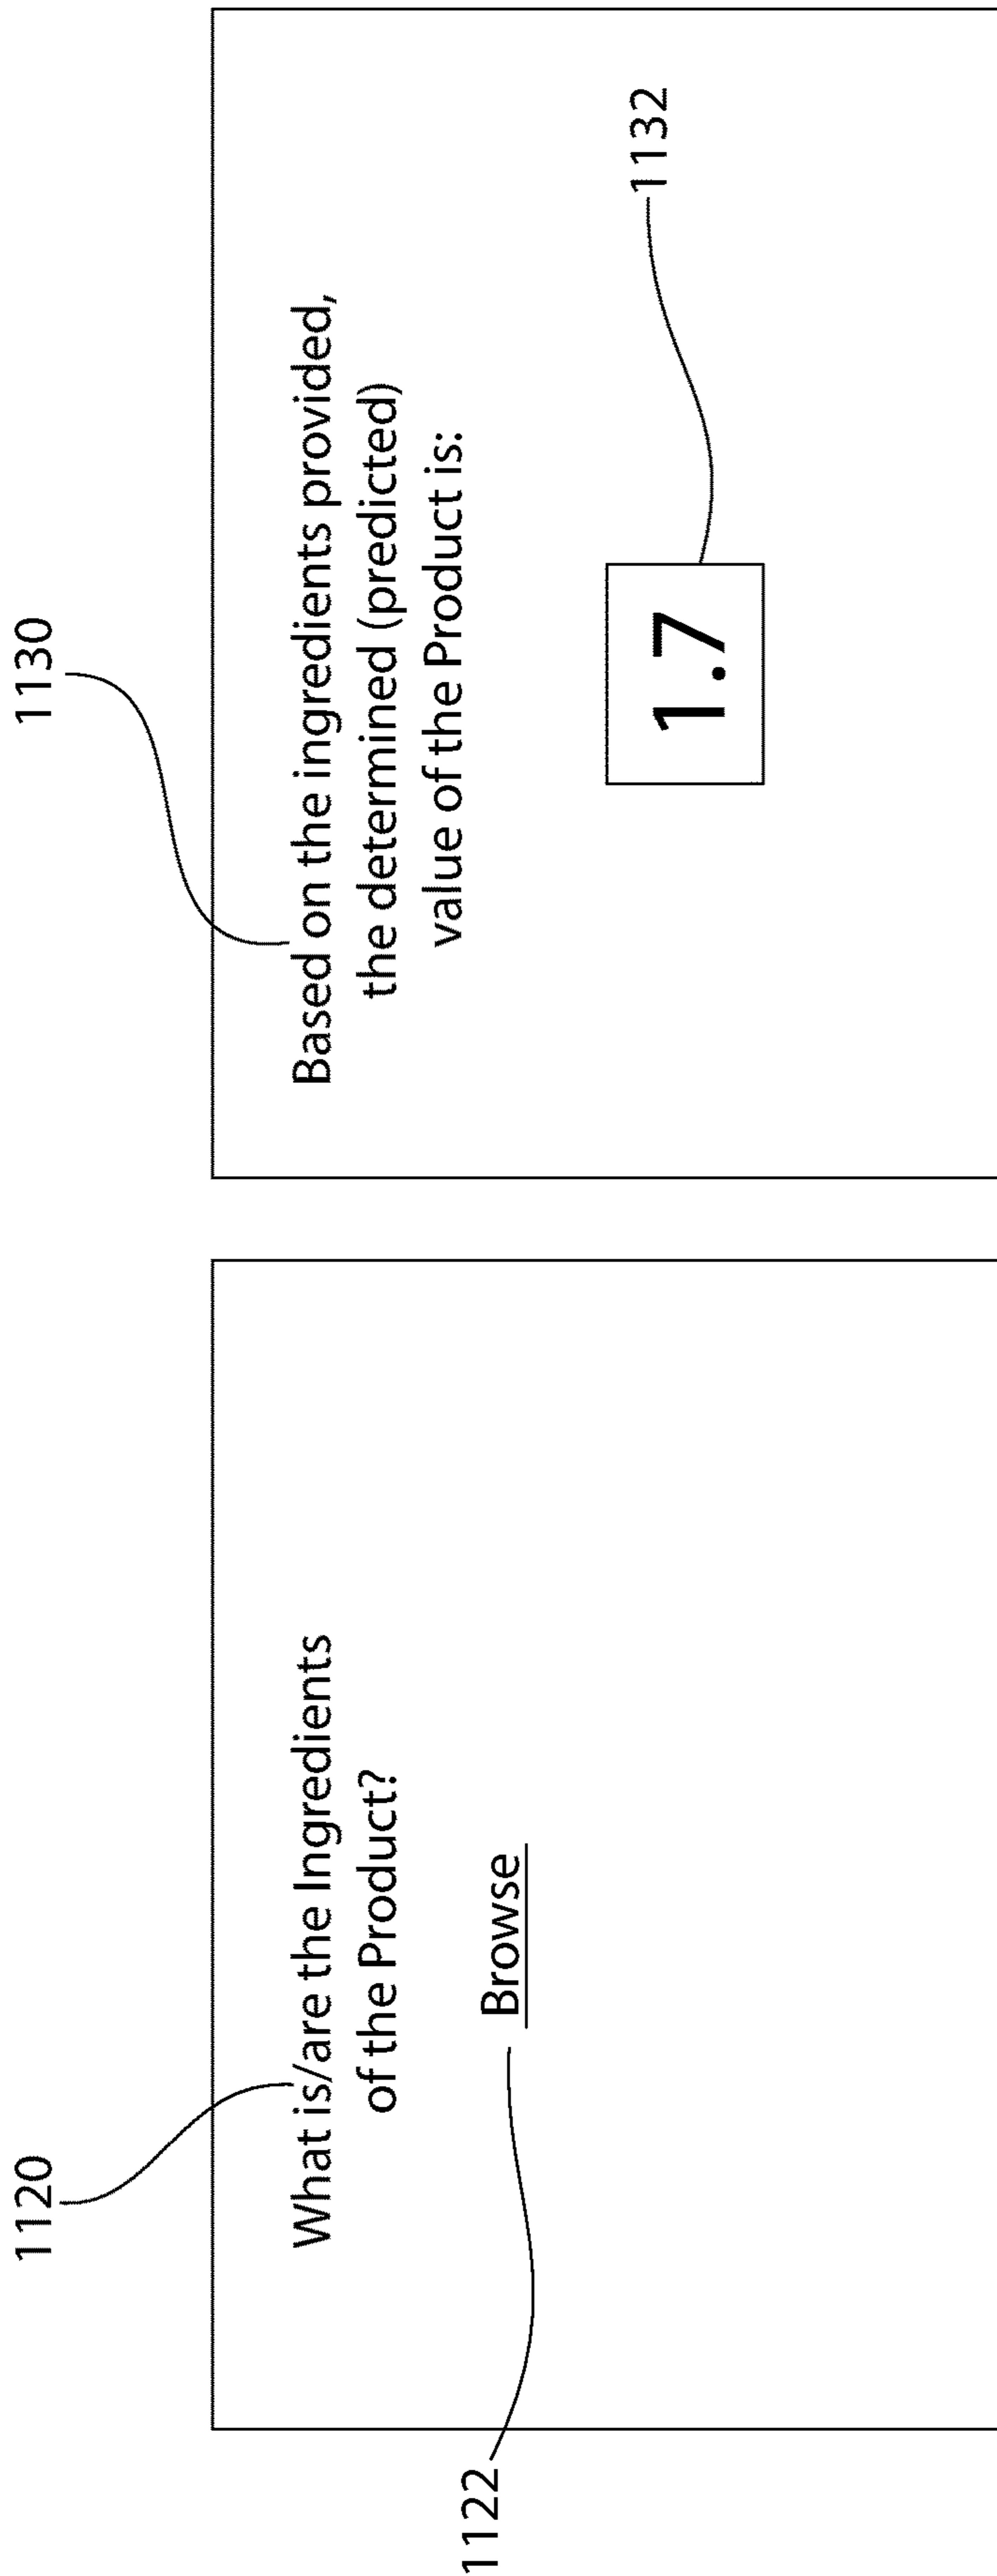 1120
What is/are the Ingredients
of the Product?
1122
Browse
1130
Based on the ingredients provided,
the determined (predicted)
value of the Product is:
1132
1.7